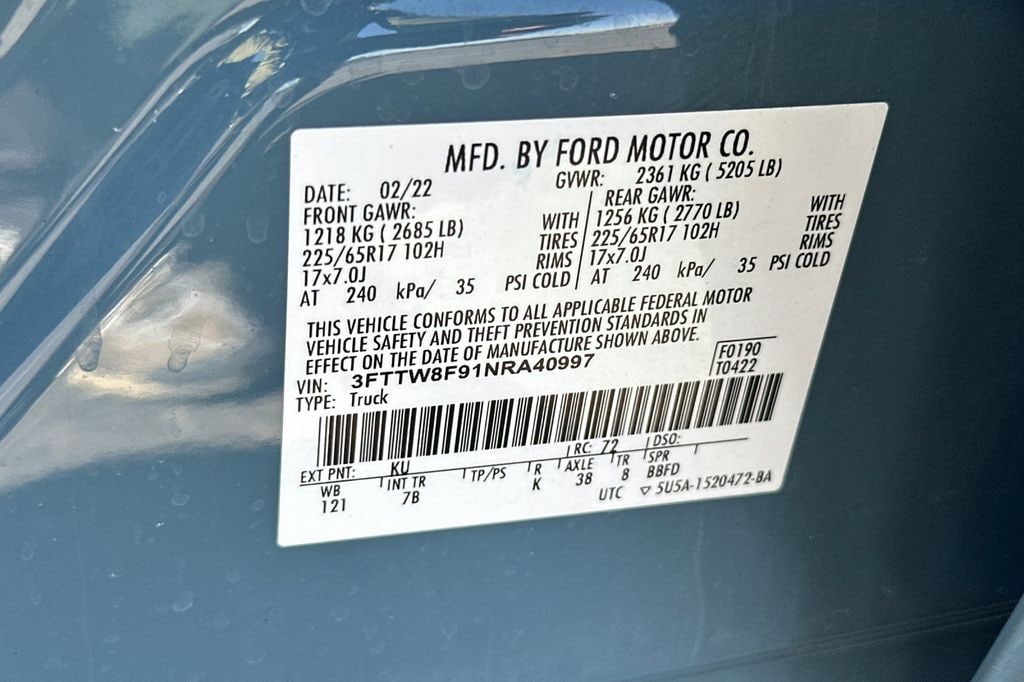 MFD. BY FORD MOTOR CO.
DATE: 02/22 GVWR: 2361 KG ( 5205 LB)
FRONT GAWR: REAR GAWR:
1218 KG ( 2685 LB) WITH 1256 KG ( 2770 LB) WITH
225/65R17 102H TIRES 225/65R17 102H TIRES
17x7.0J RIMS 17x7.0J RIMS
AT 240 kPa/ 35 PSI COLD AT 240 kPa/ 35 PSI COLD
THIS VEHICLE CONFORMS TO ALL APPLICABLE FEDERAL MOTOR
VEHICLE SAFETY AND THEFT PREVENTION STANDARDS IN
EFFECT ON THE DATE OF MANUFACTURE SHOWN ABOVE.
VIN: 3FTTW8F91NRA40997 F0190
TYPE: Truck T0422
EXT PNT: KU RC: 72 DSO:
WB INT TR TP/PS R AXLE TR SPR
121 7B K 38 8 BBFD
UTC ▽ 5U5A-1520472-BA